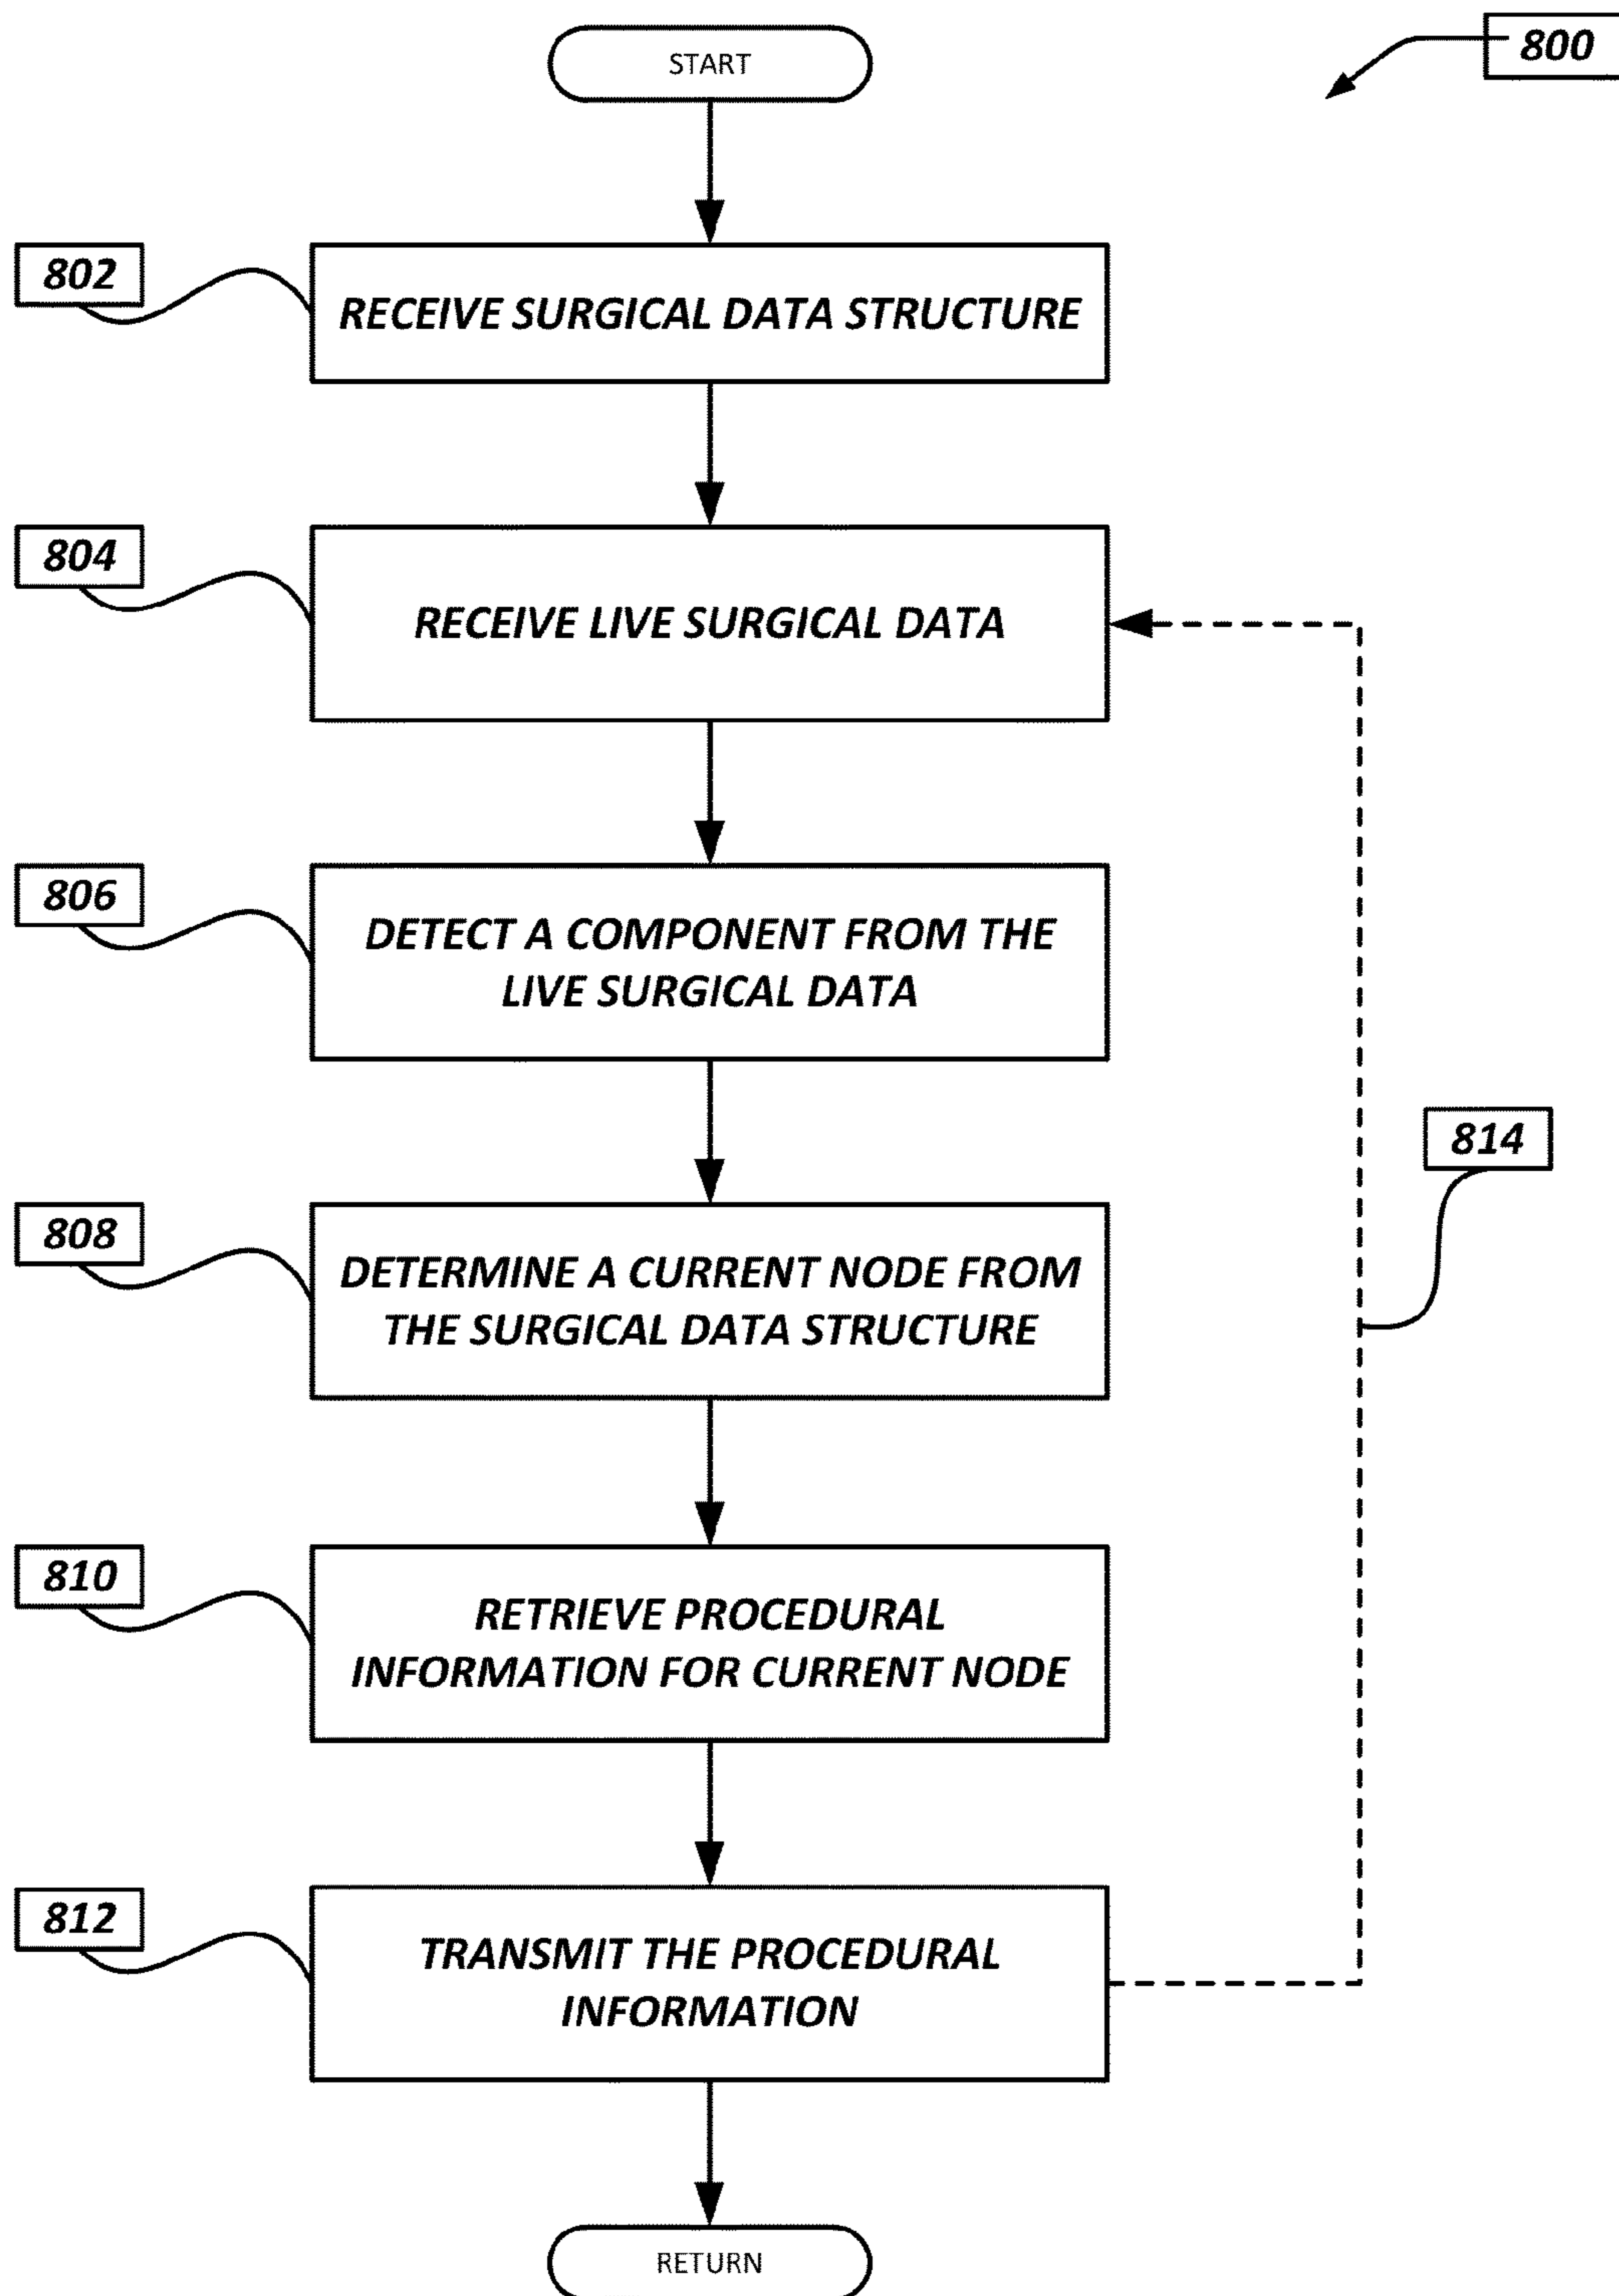 START
800
802
RECEIVE SURGICAL DATA STRUCTURE
804
RECEIVE LIVE SURGICAL DATA
806
DETECT A COMPONENT FROM THE
LIVE SURGICAL DATA
814
808
DETERMINE A CURRENT NODE FROM
THE SURGICAL DATA STRUCTURE
810
RETRIEVE PROCEDURAL
INFORMATION FOR CURRENT NODE
812
TRANSMIT THE PROCEDURAL
INFORMATION
RETURN